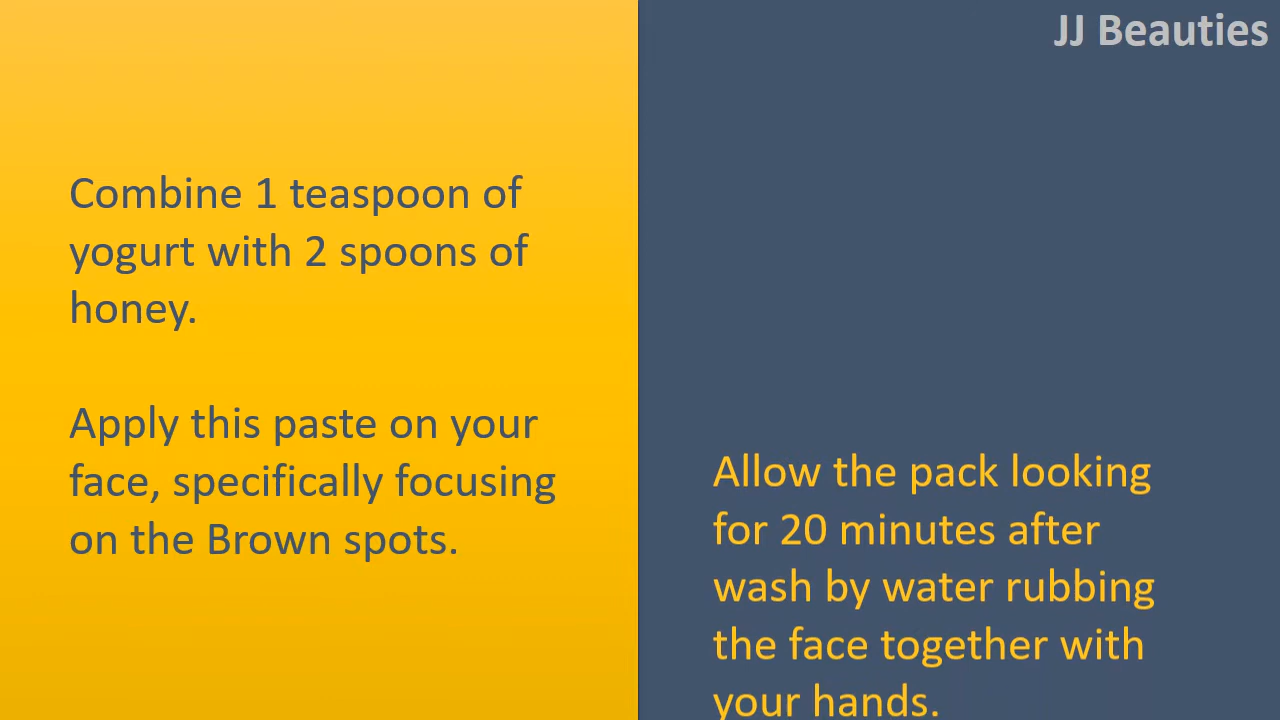 JJ Beauties
Combine 1 teaspoon of
yogurt with 2 spoons of
honey.
Apply this paste on your
face, specifically focusing
on the Brown spots.
Allow the pack looking
for 20 minutes after
wash by water rubbing
the face together with
your hands.